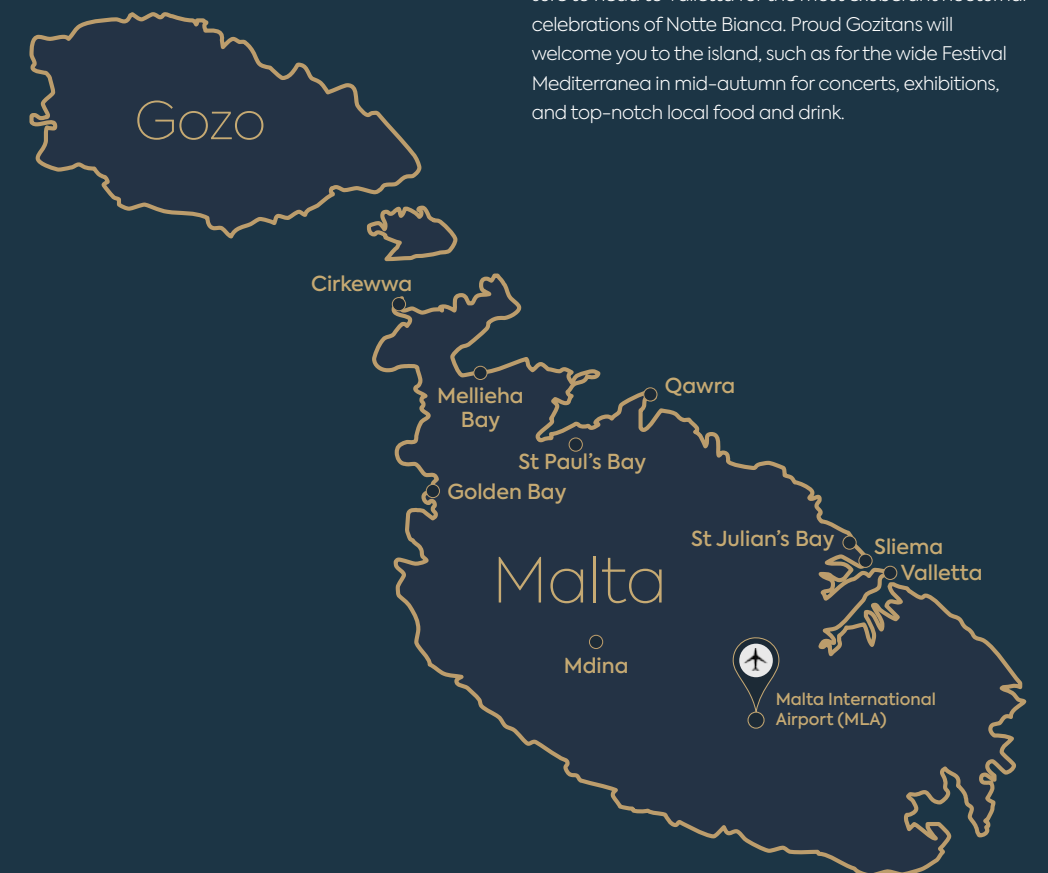 celebrations of Notte Bianca. Proud Gozitans will
welcome you to the island, such as for the wide Festival
Mediterranea in mid-autumn for concerts, exhibitions,
and top-notch local food and drink.
Gozo
Cirkewwa
Mellieha
Bay
Qawra
St Paul's Bay
Golden Bay
St Julian's Bay
Sliema
Valletta
Malta
Mdina
Malta International
Airport (MLA)